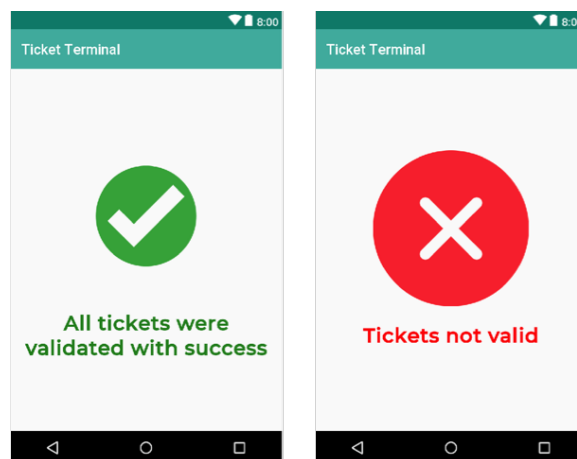 8:00
Ticket Terminal
All tickets were
validated with success
8:0
Ticket Terminal
Tickets not valid